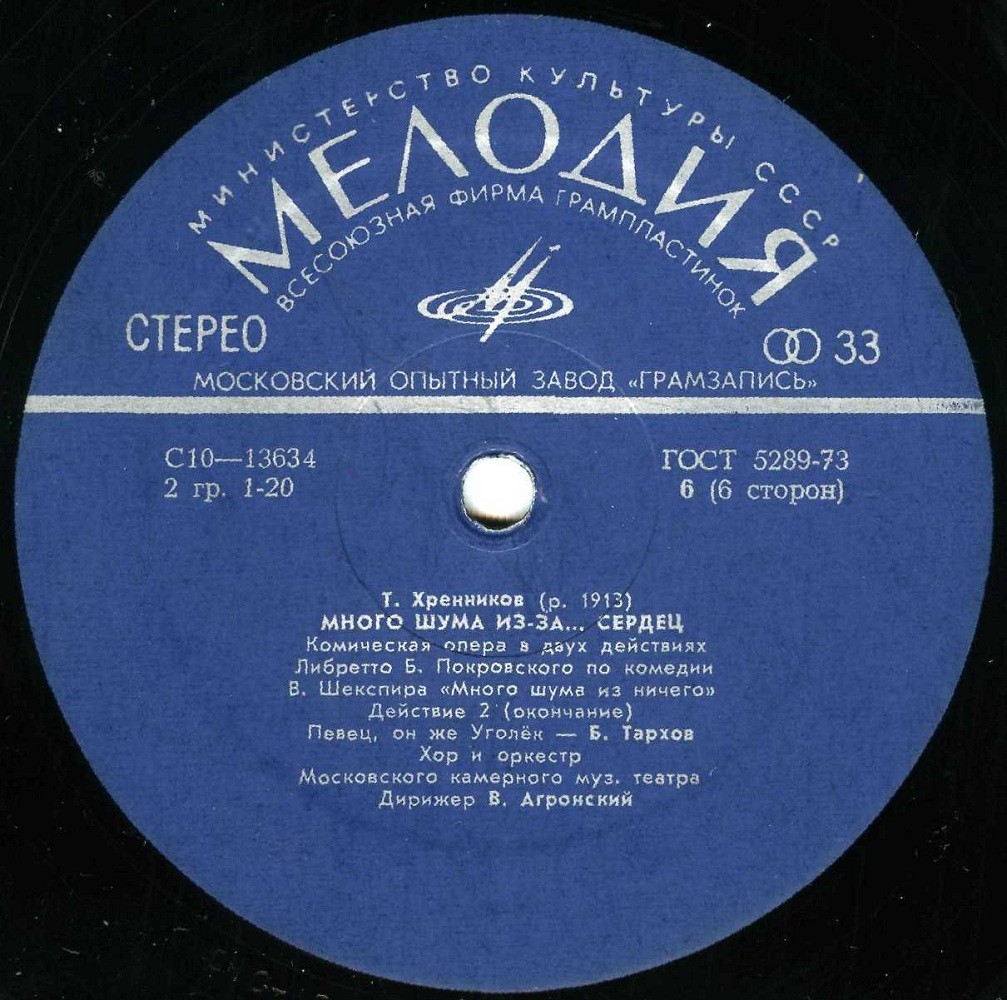 МИНИСТЕРСТВО КУЛЬТУРЫ СССР
МЕЛОДИЯ
ВСЕСОЮЗНАЯ ФИРМА ГРАМПЛАСТИНОК
СТЕРЕО
33
МОСКОВСКИЙ ОПЫТНЫЙ ЗАВОД «ГРАМЗАПИСЬ»
С10—13634
ГОСТ 5289-73
2 гр. 1-20
6 (6 сторон)
Т. Хренников (р. 1913)
МНОГО ШУМА ИЗ-ЗА... СЕРДЕЦ
Комическая опера в двух действиях
Либретто Б. Покровского по комедии
В. Шекспира «Много шума из ничего»
Действие 2 (окончание)
Певец, он же Уголёк — Б. Тархов
Хор и оркестр
Московского камерного муз. театра
Дирижер В. Агронский